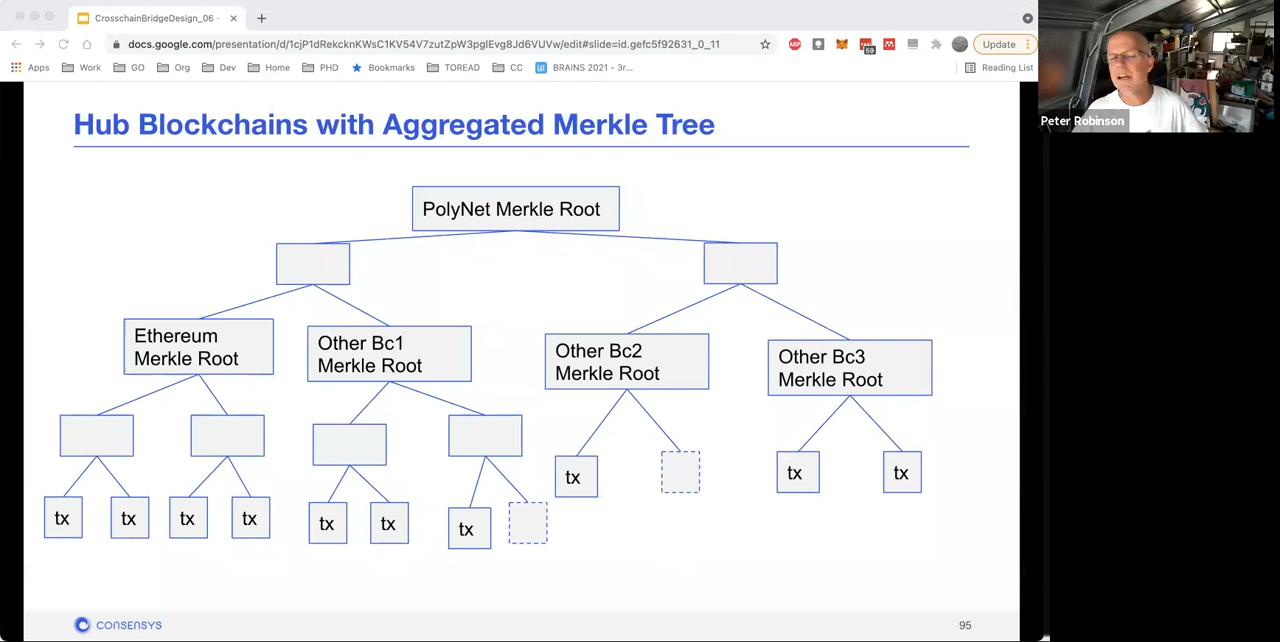 CrosschainBridgeDesign_06 -
docs.google.com/presentation/d/1cjP1dRekcknKWsC1KV54V7zutZpW3pgIEvg8Jd6VUVw/edit#slide=id.gefc5f92631_0_11
ABP
59
Update
Apps
Work
GO
Org
Dev
Home
PHD
Bookmarks
TOREAD
CC
BRAINS 2021 - 3r...
Reading List
Peter Robinson
Hub Blockchains with Aggregated Merkle Tree
PolyNet Merkle Root
Ethereum
Merkle Root
Other Bc1
Merkle Root
Other Bc2
Merkle Root
Other Bc3
Merkle Root
tx
tx
tx
tx
tx
tx
tx
tx
tx
tx
CONSENSYS
95